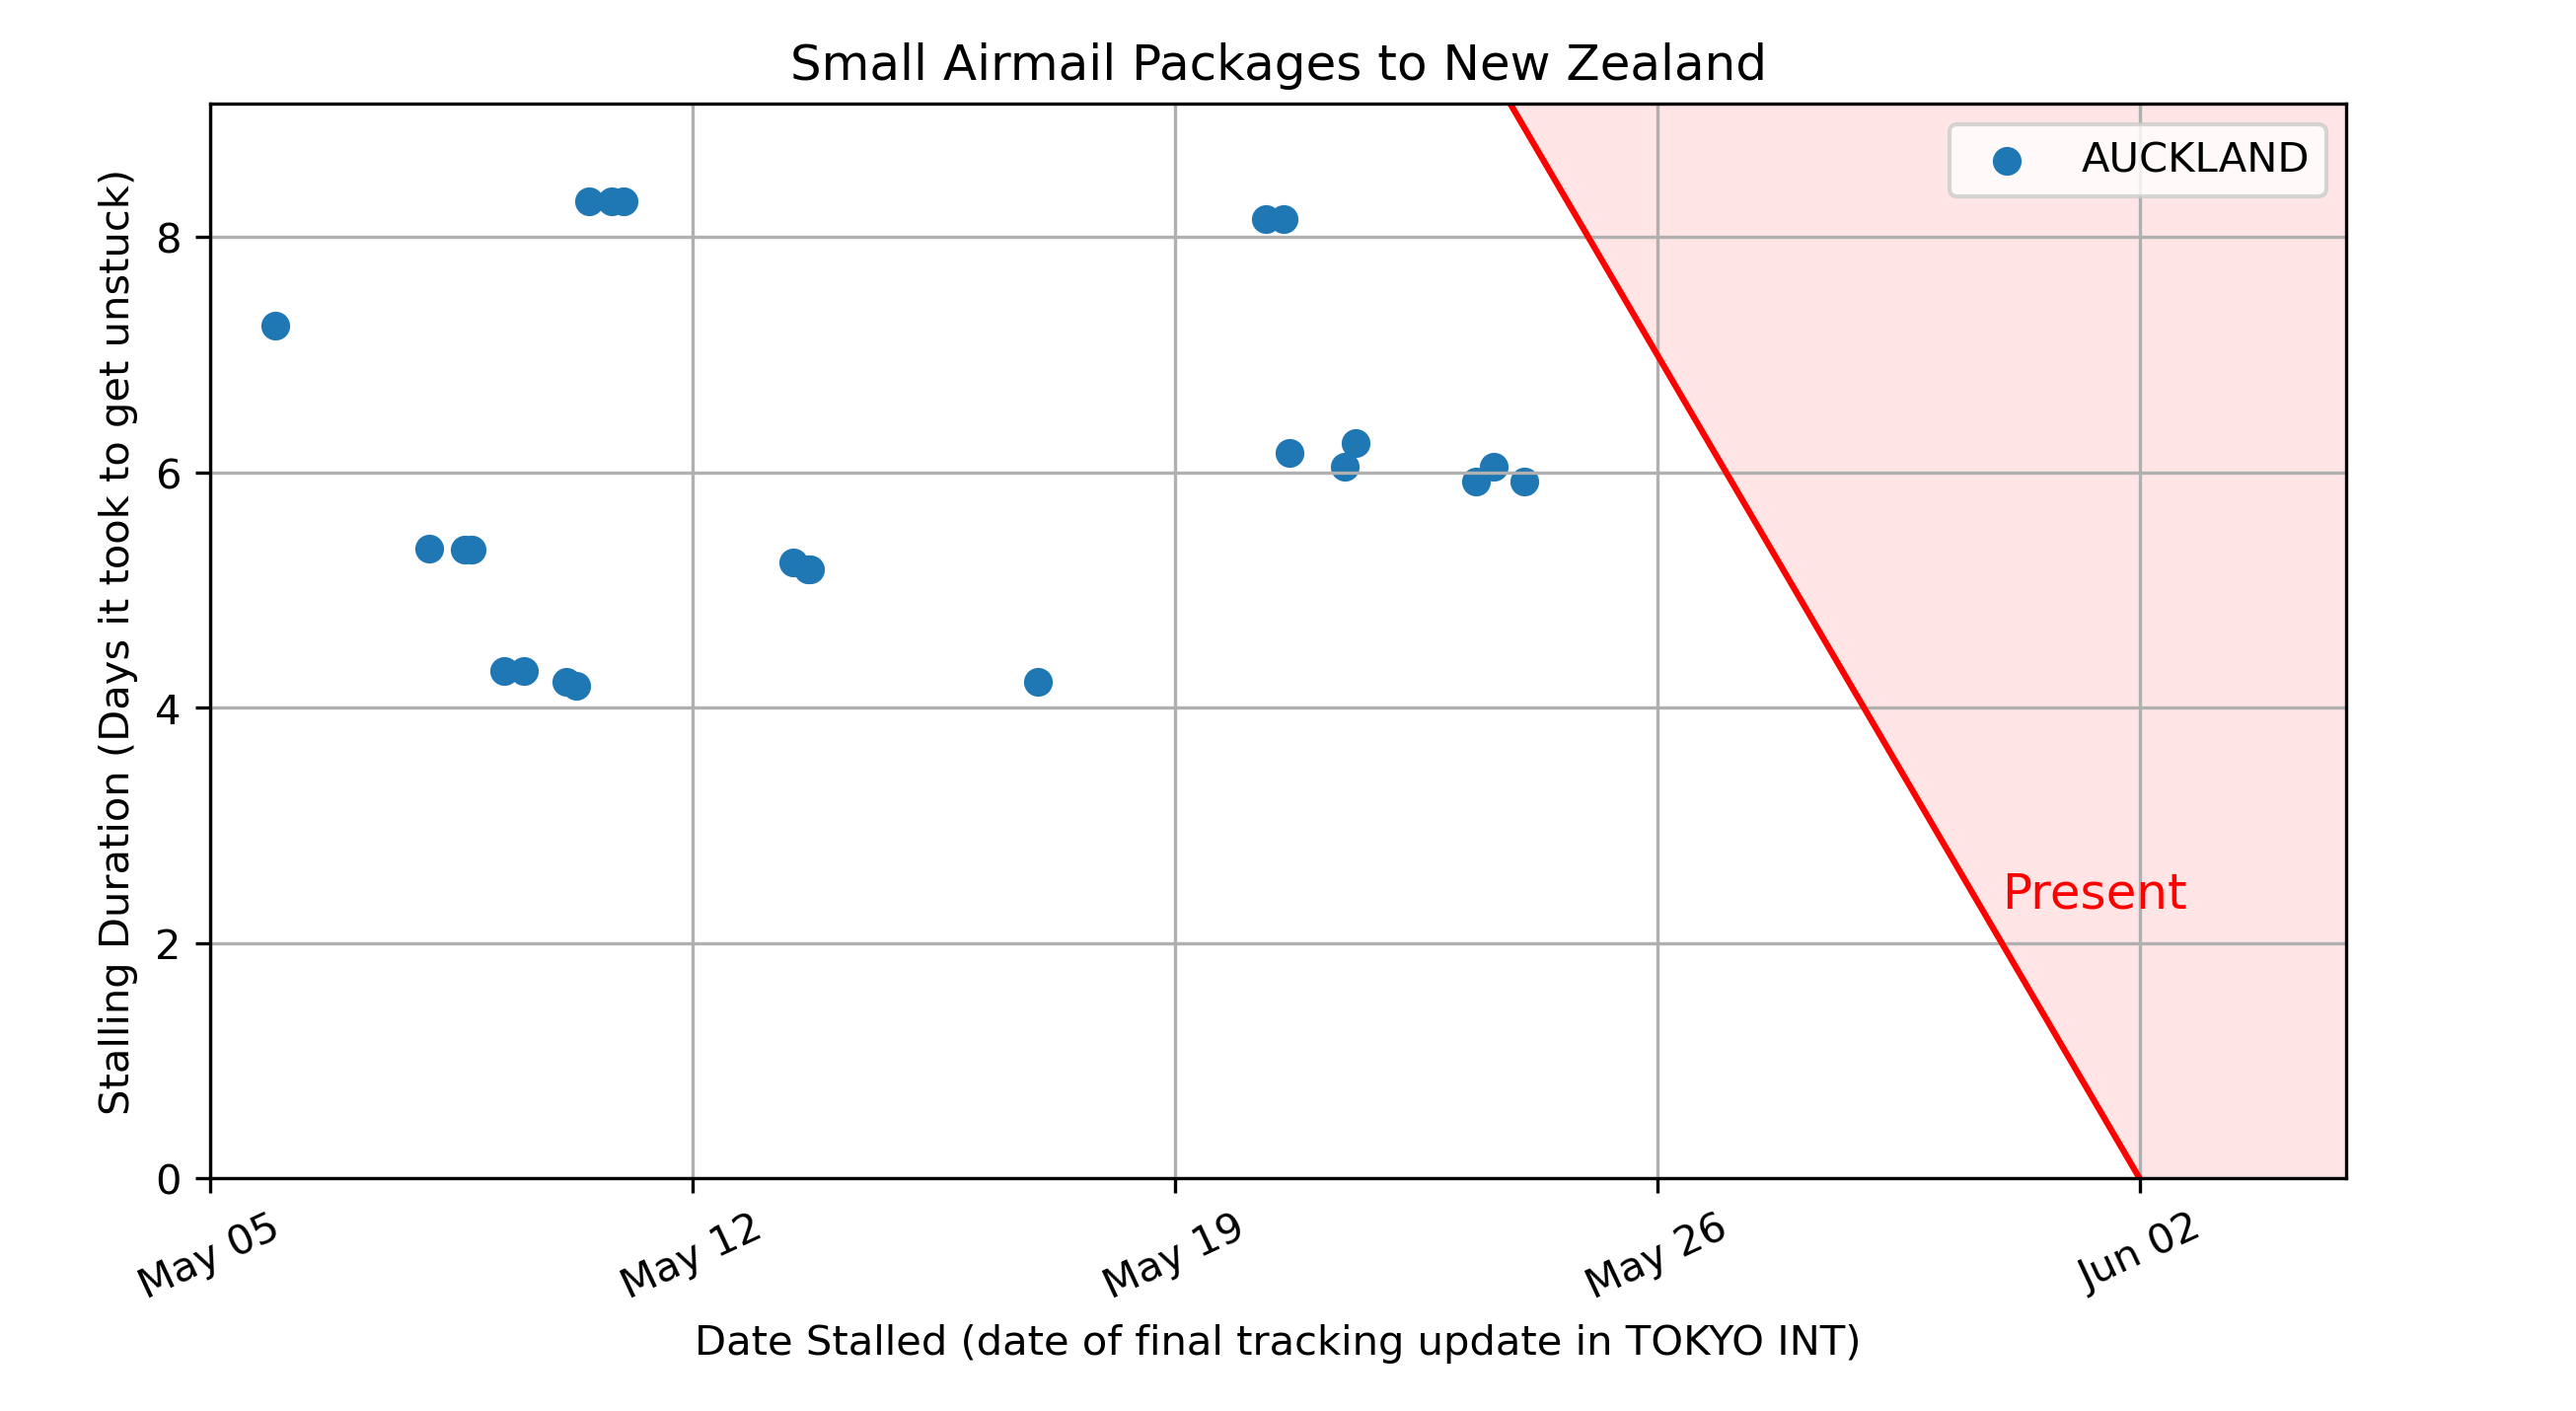 Small Airmail Packages to New Zealand
AUCKLAND
Stalling Duration (Days it took to get unstuck)
8
6
4
2
0
Present
May 05
May 12
May 19
May 26
Jun 02
Date Stalled (date of final tracking update in TOKYO INT)